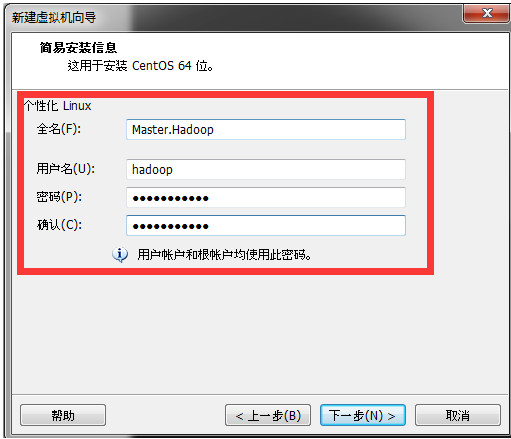 新建虚拟机向导
简易安装信息
这用于安装 CentOS 64 位。
个性化 Linux
全名(F):
Master.Hadoop
用户名(U):
hadoop
密码(P):
●●●●●●●●●●●
确认(C):
●●●●●●●●●●●
用户帐户和根帐户均使用此密码。
帮助
< 上一步(B)
下一步(N) >
取消